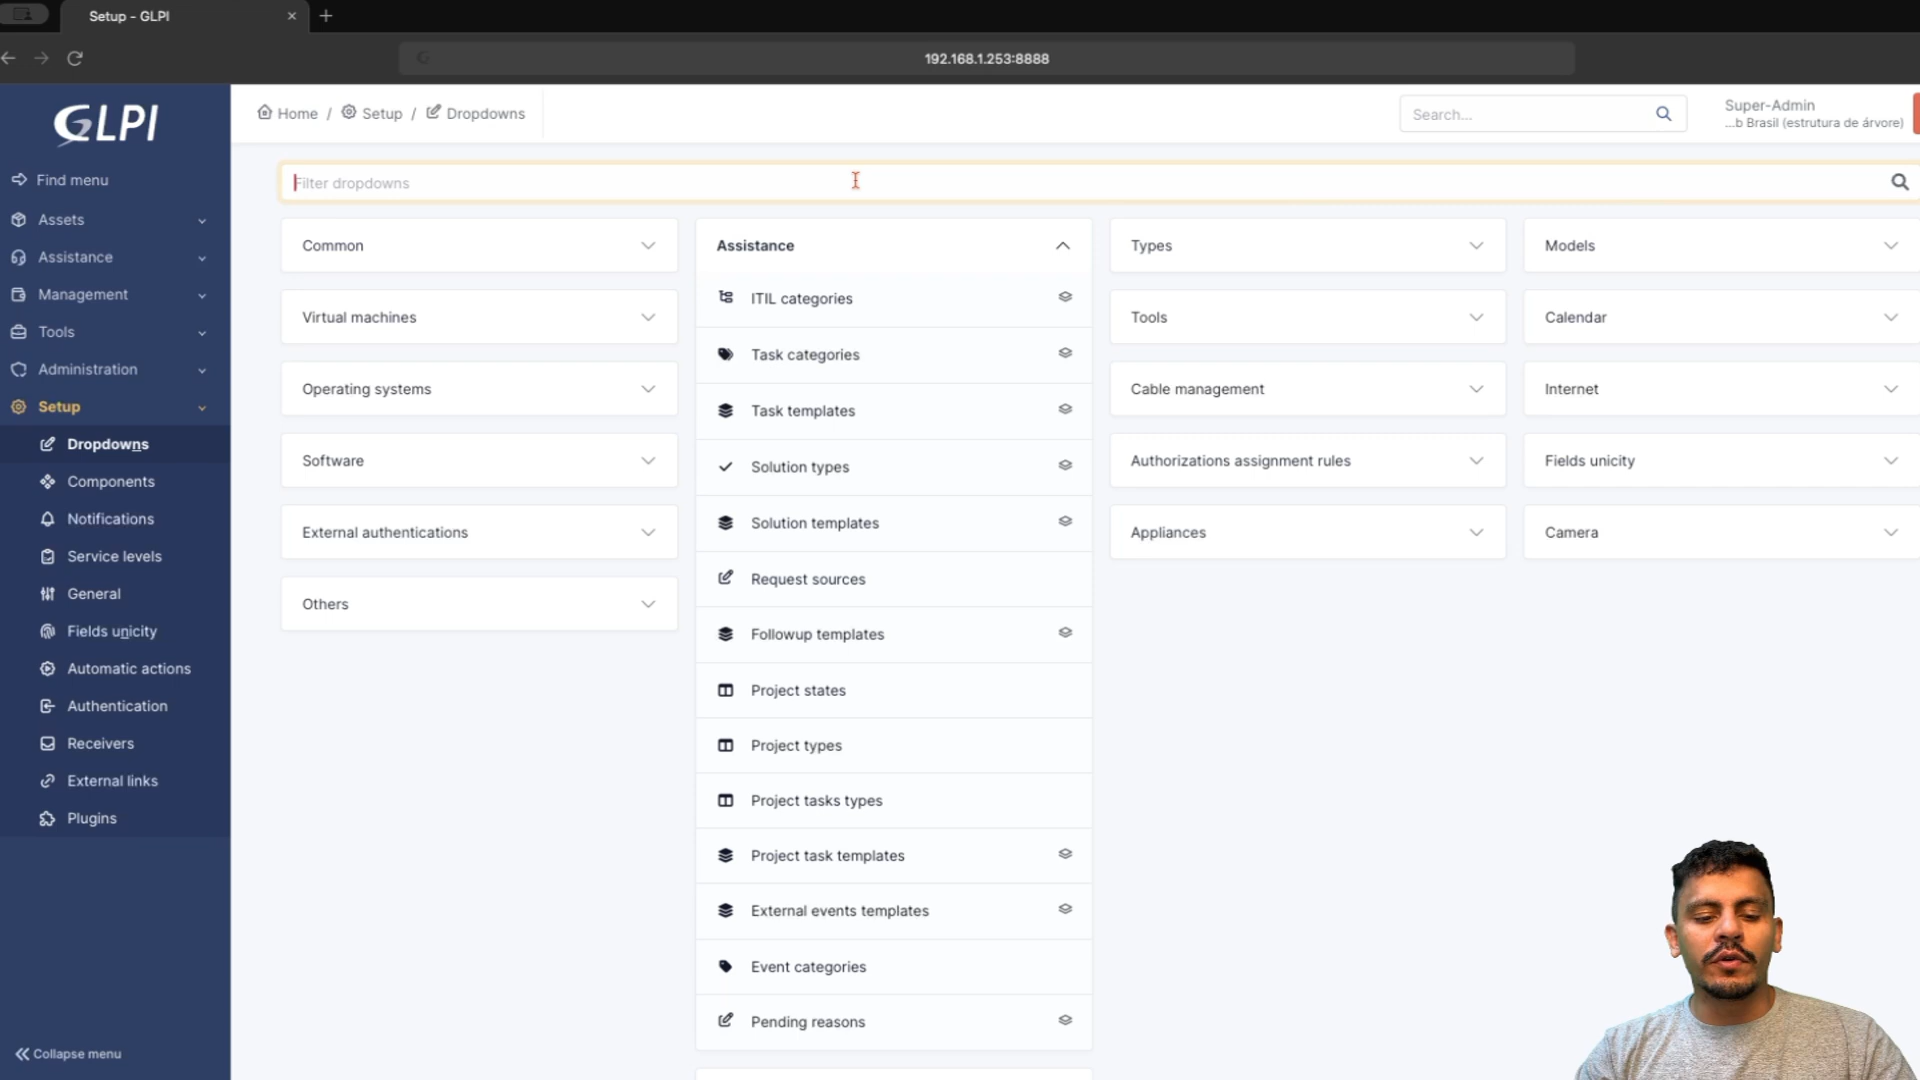 Setup - GLPI
192.168.1.253:8888
GLPI
Home / Setup / Dropdowns
Search...
Super-Admin
...b Brasil (estrutura de árvore)
Find menu
Assets
Assistance
Management
Tools
Administration
Setup
Dropdowns
Components
Notifications
Service levels
General
Fields unicity
Automatic actions
Authentication
Receivers
External links
Plugins
Collapse menu
Filter dropdowns
Common
Virtual machines
Operating systems
Software
External authentications
Others
Assistance
ITIL categories
Task categories
Task templates
Solution types
Solution templates
Request sources
Followup templates
Project states
Project types
Project tasks types
Project task templates
External events templates
Event categories
Pending reasons
Types
Tools
Cable management
Authorizations assignment rules
Appliances
Models
Calendar
Internet
Fields unicity
Camera